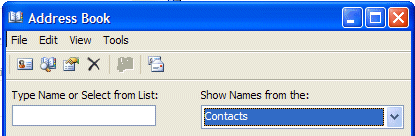 Address Book
File Edit View Tools
Type Name or Select from List: Show Names from the:
Contacts